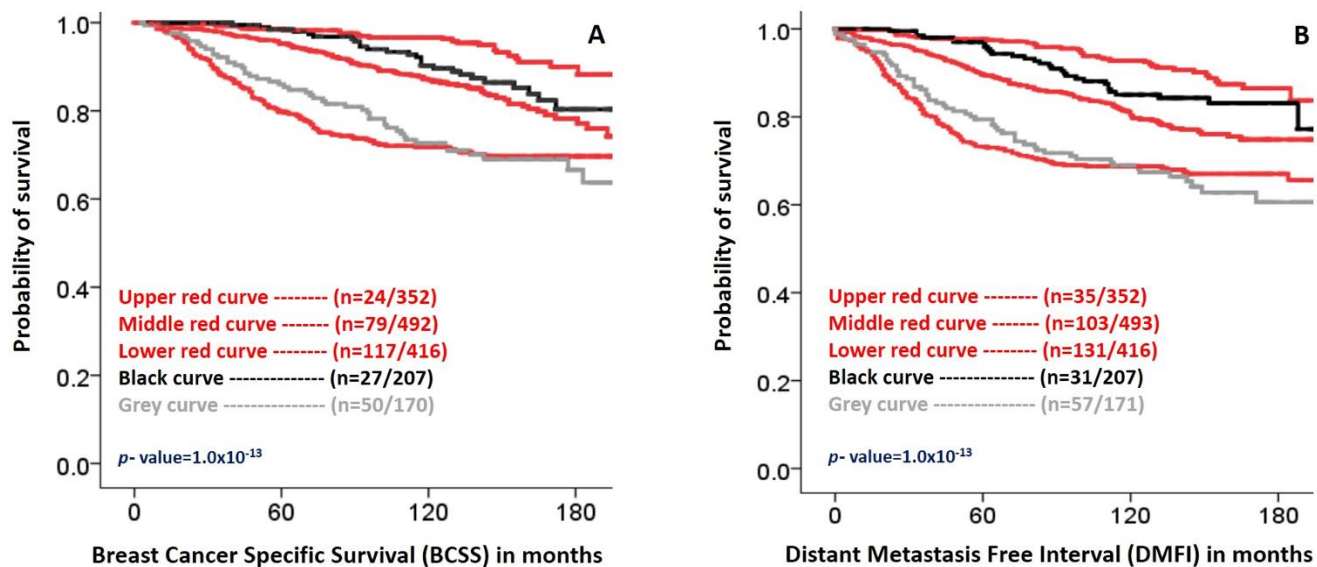 A
Probability of survival
1.0
0.8
0.6
0.4
0.2
0.0
Upper red curve -------- (n=24/352)
Middle red curve ------- (n=79/492)
Lower red curve -------- (n=117/416)
Black curve --------------- (n=27/207)
Grey curve --------------- (n=50/170)
p- value=1.0x10⁻¹³
0 60 120 180
Breast Cancer Specific Survival (BCSS) in months
B
Probability of survival
1.0
0.8
0.6
0.4
0.2
0.0
Upper red curve -------- (n=35/352)
Middle red curve ------- (n=103/493)
Lower red curve -------- (n=131/416)
Black curve --------------- (n=31/207)
Grey curve --------------- (n=57/171)
p- value=1.0x10⁻¹³
0 60 120 180
Distant Metastasis Free Interval (DMFI) in months